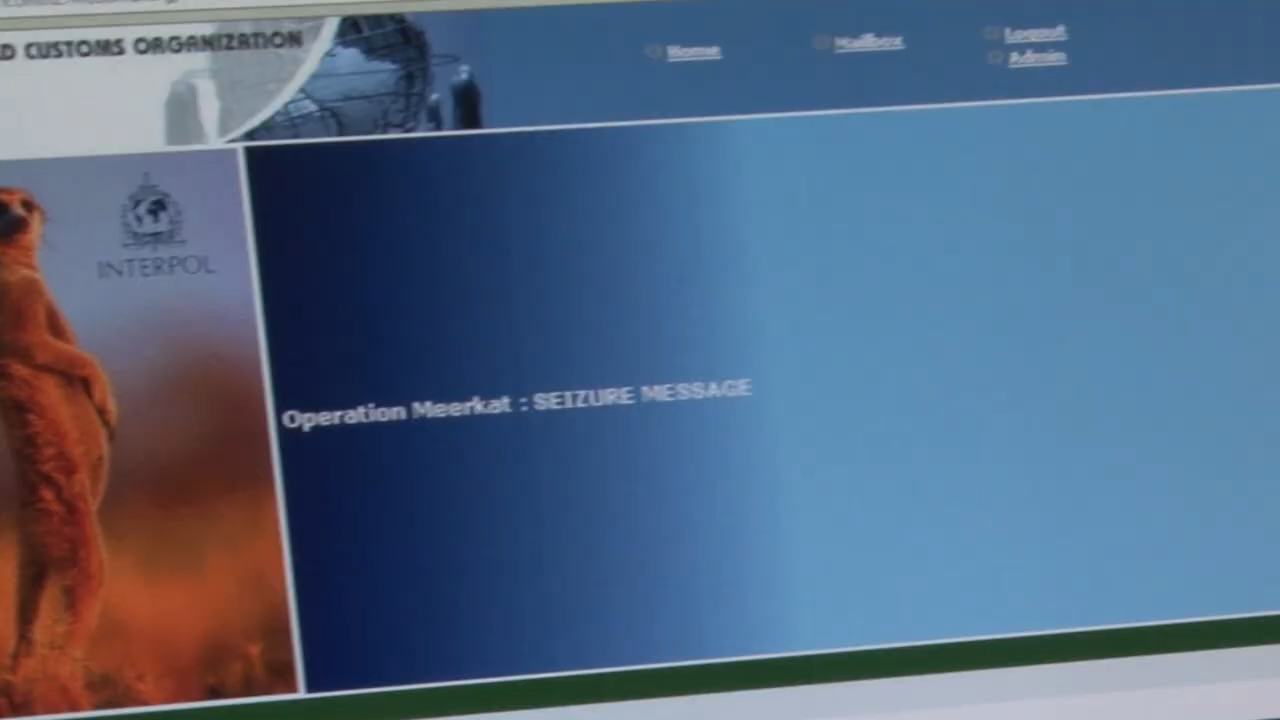 D CUSTOMS ORGANIZATION
Home
Mailbox
Logout
Admin
INTERPOL
Operation Meerkat : SEIZURE MESSAGE